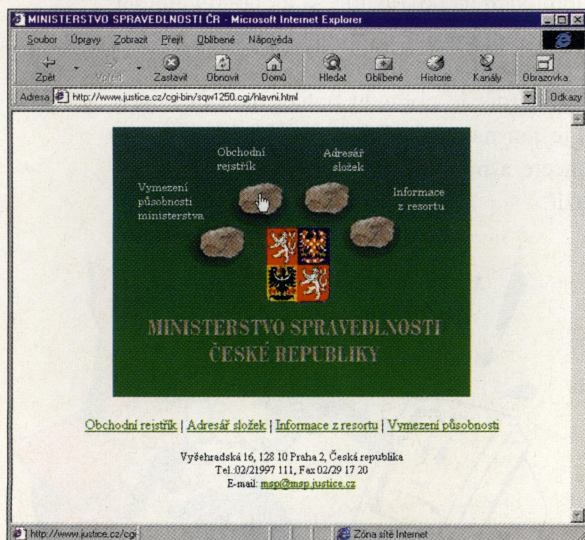 MINISTERSTVO SPRAVEDLNOSTI ČR - Microsoft Internet Explorer
Soubor Úpravy Zobrazit Přejít Oblíbené Nápověda
Zpět Vpřed Zastavit Obnovit Domů Hledat Oblíbené Historie Kanály Obrazovka
Adresa http://www.justice.cz/cgi-bin/sqw1250.cgi/hlavni.html Odkazy
Obchodní
rejstřík
Adresář
složek
Vymezení
působnosti
ministerstva
Informace
z resortu
MINISTERSTVO SPRAVEDLNOSTI
ČESKÉ REPUBLIKY
Obchodní rejstřík | Adresář složek | Informace z resortu | Vymezení působnosti
Vyšehradská 16, 128 10 Praha 2, Česká republika
Tel.:02/21997 111, Fax 02/29 17 20
E-mail: msp@msp.justice.cz
http://www.justice.cz/cgi Zóna sítě Internet